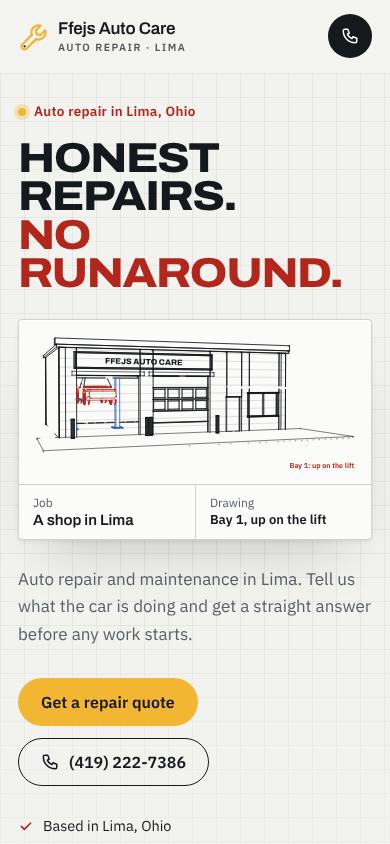 Ffejs Auto Care
AUTO REPAIR · LIMA
Auto repair in Lima, Ohio
HONEST
REPAIRS.
NO
RUNAROUND.
FFEJS AUTO CARE
Bay 1: up on the lift
Job
A shop in Lima
Drawing
Bay 1, up on the lift
Auto repair and maintenance in Lima. Tell us
what the car is doing and get a straight answer
before any work starts.
Get a repair quote
(419) 222-7386
Based in Lima, Ohio